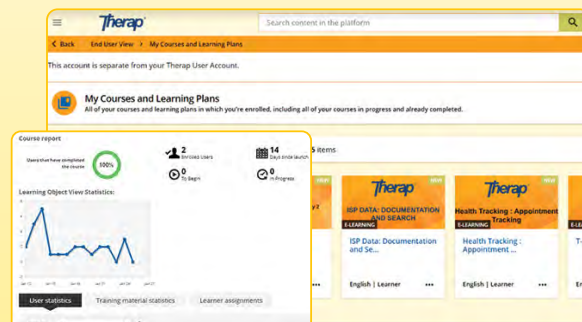 Therap
Search content in the platform
Back End User View > My Courses and Learning Plans
This account is separate from your Therap User Account.
My Courses and Learning Plans
All of your courses and learning plans in which you're enrolled, including all of your courses in progress and already completed.
items
Course report
Users that have completed
the course
100%
2
Enrolled Users
14
Days since launch
0
To Begin
0
In Progress
Learning Object View Statistics:
User statistics Training material statistics Learner assignments
Therap
ISP DATA: DOCUMENTATION
AND SEARCH
E-LEARNING
ISP Data: Documentation
and Se...
English | Learner
Therap
Health Tracking : Appointment
Tracking
E-LEARNING
Health Tracking :
Appointment ...
English | Learner